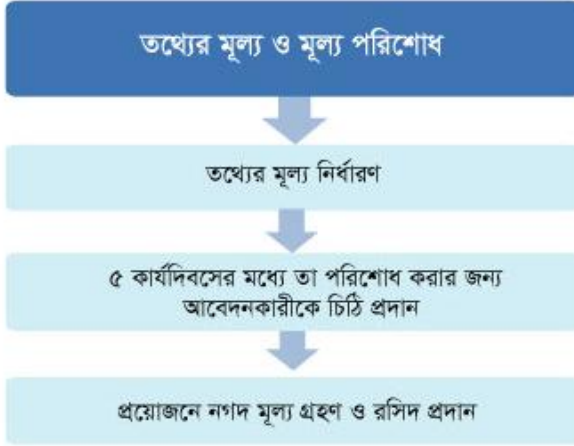 তথ্যের মূল্য ও মূল্য পরিশোধ
তথ্যের মূল্য নির্ধারণ
৫ কার্যদিবসের মধ্যে তা পরিশোধ করার জন্য
আবেদনকারীকে চিঠি প্রদান
প্রয়োজনে নগদ মূল্য গ্রহণ ও রসিদ প্রদান